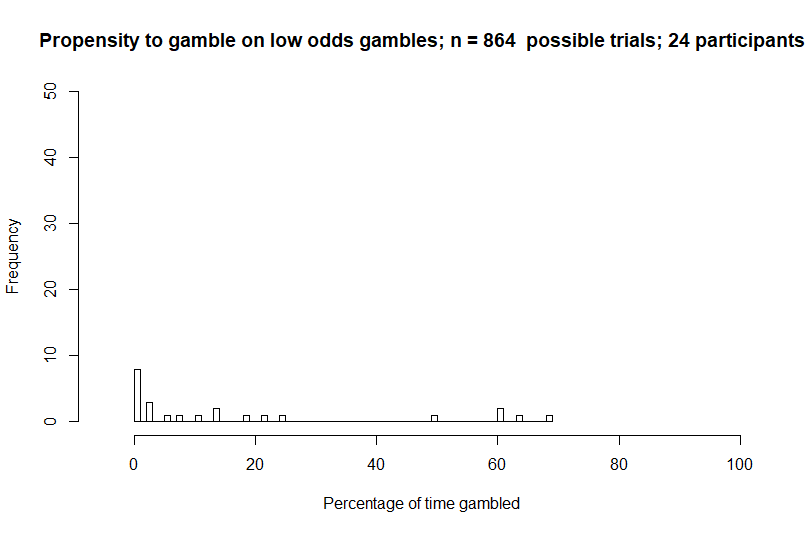 Propensity to gamble on low odds gambles; n = 864  possible trials; 24 participants
50
40
30
20
10
0
Frequency
0 20 40 60 80 100
Percentage of time gambled